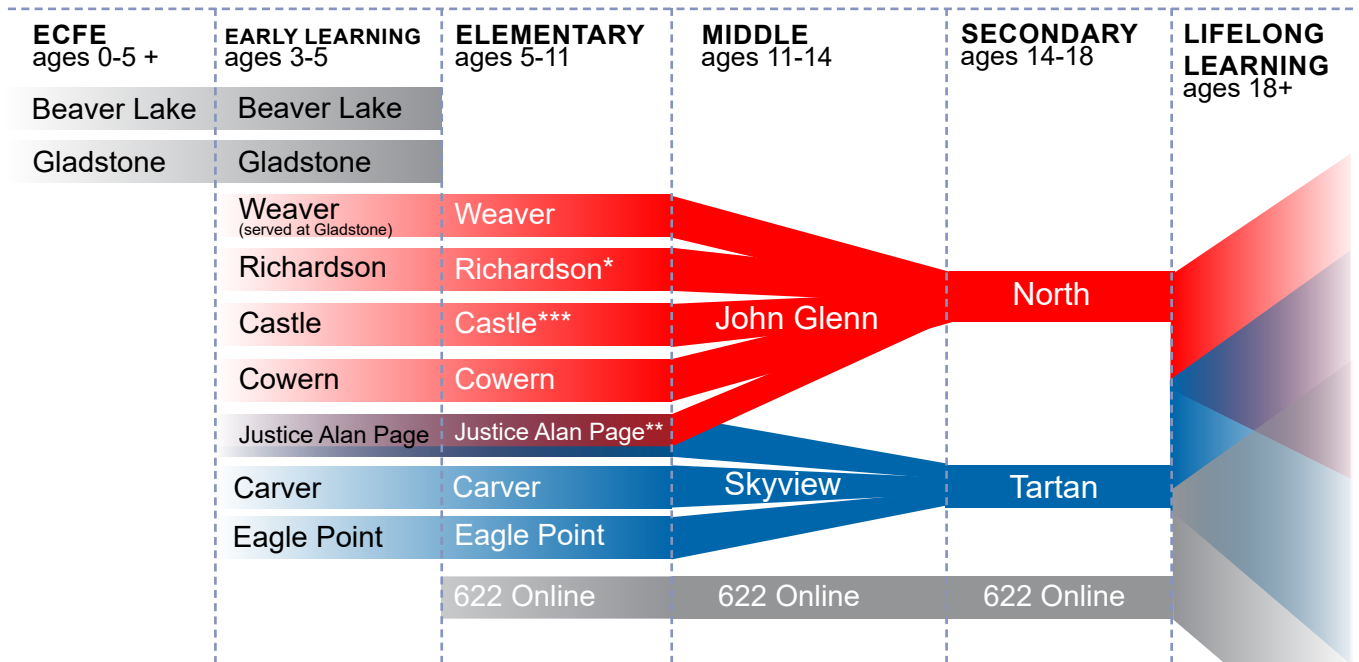 ECFE
ages 0-5 +
EARLY LEARNING
ages 3-5
ELEMENTARY
ages 5-11
MIDDLE
ages 11-14
SECONDARY
ages 14-18
LIFELONG
LEARNING
ages 18+
Beaver Lake
Beaver Lake
Gladstone
Gladstone
Weaver
(served at Gladstone)
Weaver
Richardson
Richardson*
Castle
Castle***
Cowern
Cowern
Justice Alan Page
Justice Alan Page**
Carver
Carver
Eagle Point
Eagle Point
John Glenn
Skyview
North
Tartan
622 Online
622 Online
622 Online